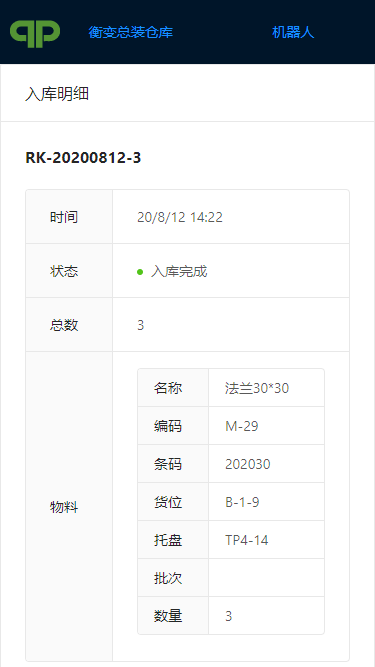 衡变总装仓库 机器人
入库明细
RK-20200812-3
时间 20/8/12 14:22
状态 入库完成
总数 3
物料
名称 法兰30*30
编码 M-29
条码 202030
货位 B-1-9
托盘 TP4-14
批次
数量 3